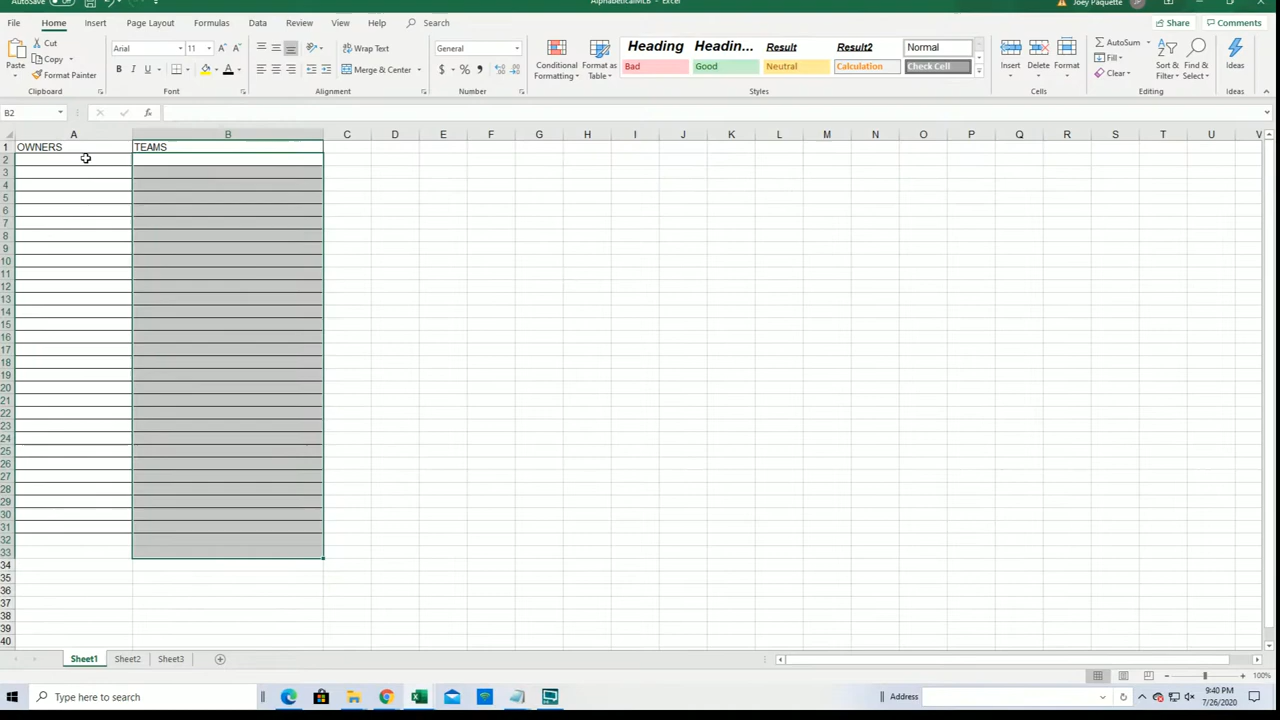 AutoSave
AlphabeticalMLB - Excel
Joey Paquette JP
File Home Insert Page Layout Formulas Data Review View Help Search
Share Comments
Paste
Cut
Copy
Format Painter
Clipboard
Arial 11
B I U
Font
Wrap Text
Merge & Center
Alignment
General
$ % ,
Number
Conditional Formatting
Format as Table
Heading Headin... Result Result2 Normal
Bad Good Neutral Calculation Check Cell
Styles
Insert Delete Format
Cells
AutoSum
Fill
Clear
Sort & Filter
Find & Select
Editing
Ideas
Ideas
B2
fx
A B C D E F G H I J K L M N O P Q R S T U V
1 OWNERS TEAMS
2
3
4
5
6
7
8
9
10
11
12
13
14
15
16
17
18
19
20
21
22
23
24
25
26
27
28
29
30
31
32
33
34
35
36
37
38
39
40
Sheet1 Sheet2 Sheet3
100%
Type here to search
Address
9:40 PM
7/26/2020